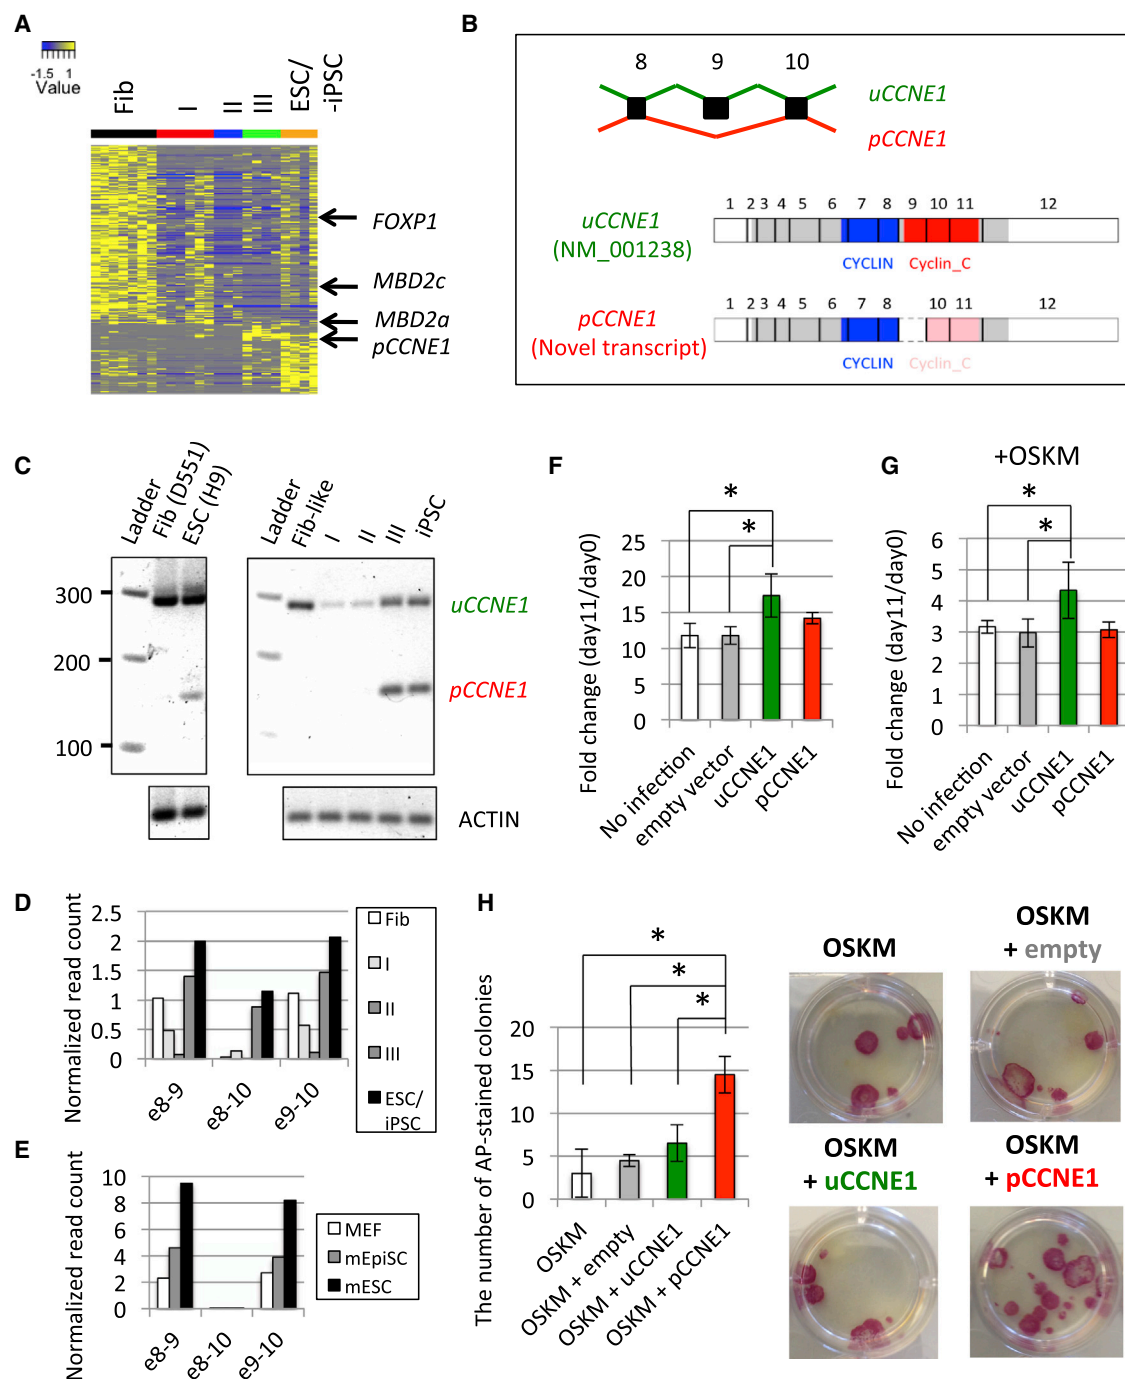 A
-1.5 1
Value
Fib
I
II
III
ESC/
-iPSC
FOXP1
MBD2c
MBD2a
pCCNE1
B
8 9 10
uCCNE1
pCCNE1
1 2 3 4 5 6 7 8 9 10 11 12
uCCNE1
(NM_001238)
CYCLIN Cyclin_C
1 2 3 4 5 6 7 8 10 11 12
pCCNE1
(Novel transcript)
CYCLIN Cyclin_C
C
Ladder
Fib (D551)
ESC (H9)
Ladder
Fib-like
I
II
III
iPSC
300
200
100
uCCNE1
pCCNE1
ACTIN
F
Fold change (day11/day0)
25
20
15
10
5
0
*
*
No infection
empty vector
uCCNE1
pCCNE1
G
+OSKM
Fold change (day11/day0)
6
5
4
3
2
1
0
*
*
No infection
empty vector
uCCNE1
pCCNE1
D
Normalized read count
2.5
2
1.5
1
0.5
0
e8-9
e8-10
e9-10
Fib
I
II
III
ESC/
iPSC
E
Normalized read count
10
8
6
4
2
0
e8-9
e8-10
e9-10
MEF
mEpiSC
mESC
H
The number of AP-stained colonies
20
15
10
5
0
*
*
*
OSKM
OSKM + empty
OSKM + uCCNE1
OSKM + pCCNE1
OSKM
OSKM
+ empty
OSKM
+ uCCNE1
OSKM
+ pCCNE1